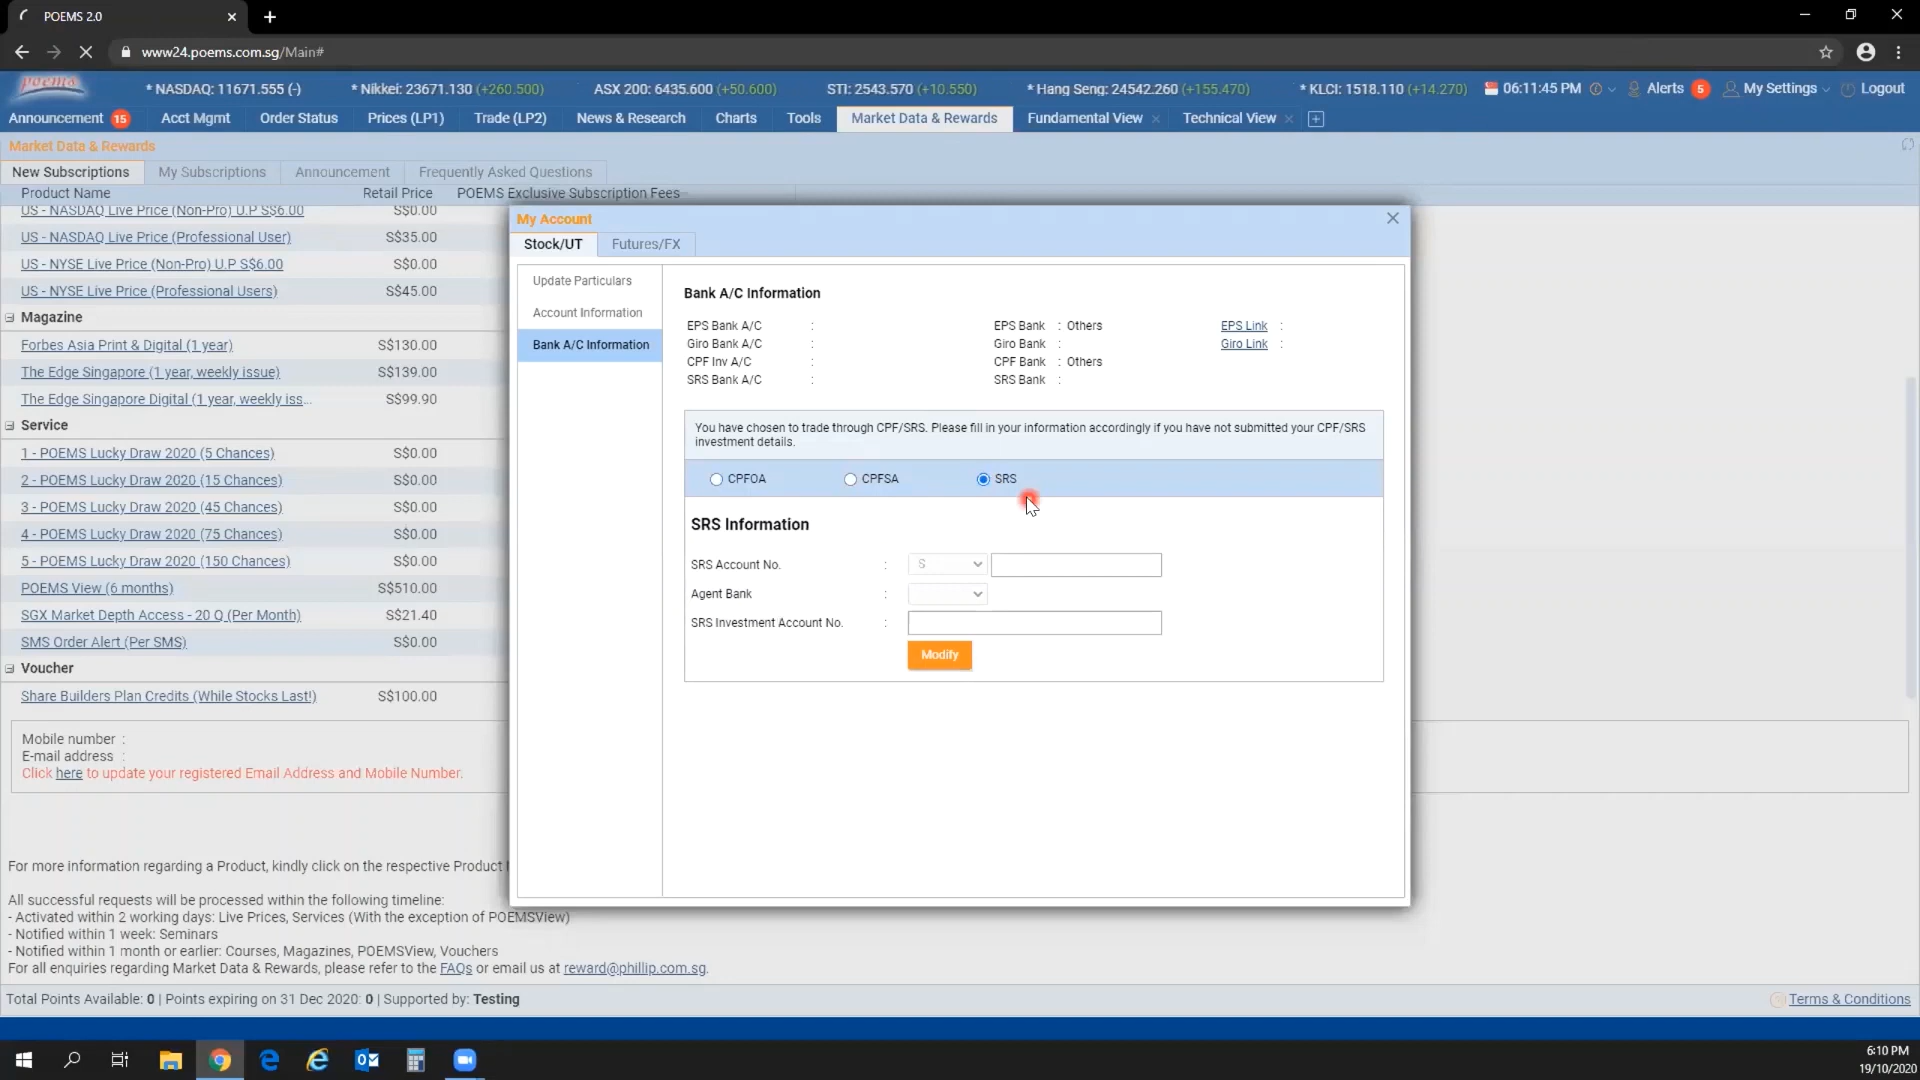 POEMS 2.0
www24.poems.com.sg/Main#
poems
* NASDAQ: 11671.555 (-)
* Nikkei: 23671.130 (+260.500)
ASX 200: 6435.600 (+50.600)
STI: 2543.570 (+10.550)
* Hang Seng: 24542.260 (+155.470)
* KLCI: 1518.110 (+14.270)
06:11:45 PM
Alerts 5
My Settings
Logout
Announcement 15
Acct Mgmt
Order Status
Prices (LP1)
Trade (LP2)
News & Research
Charts
Tools
Market Data & Rewards
Fundamental View
Technical View
Market Data & Rewards
New Subscriptions
My Subscriptions
Announcement
Frequently Asked Questions
Product Name Retail Price POEMS Exclusive Subscription Fees
US - NASDAQ Live Price (Non-Pro) U.P S$6.00 S$0.00
US - NASDAQ Live Price (Professional User) S$35.00
US - NYSE Live Price (Non-Pro) U.P S$6.00 S$0.00
US - NYSE Live Price (Professional Users) S$45.00
Magazine
Forbes Asia Print & Digital (1 year) S$130.00
The Edge Singapore (1 year, weekly issue) S$139.00
The Edge Singapore Digital (1 year, weekly iss... S$99.90
Service
1 - POEMS Lucky Draw 2020 (5 Chances) S$0.00
2 - POEMS Lucky Draw 2020 (15 Chances) S$0.00
3 - POEMS Lucky Draw 2020 (45 Chances) S$0.00
4 - POEMS Lucky Draw 2020 (75 Chances) S$0.00
5 - POEMS Lucky Draw 2020 (150 Chances) S$0.00
POEMS View (6 months) S$510.00
SGX Market Depth Access - 20 Q (Per Month) S$21.40
SMS Order Alert (Per SMS) S$0.00
Voucher
Share Builders Plan Credits (While Stocks Last!) S$100.00
Mobile number :
E-mail address :
Click here to update your registered Email Address and Mobile Number.
For more information regarding a Product, kindly click on the respective Product
All successful requests will be processed within the following timeline:
- Activated within 2 working days: Live Prices, Services (With the exception of POEMSView)
- Notified within 1 week: Seminars
- Notified within 1 month or earlier: Courses, Magazines, POEMSView, Vouchers
For all enquiries regarding Market Data & Rewards, please refer to the FAQs or email us at reward@phillip.com.sg.
Total Points Available: 0 | Points expiring on 31 Dec 2020: 0 | Supported by: Testing
Terms & Conditions
My Account
Stock/UT
Futures/FX
Update Particulars
Account Information
Bank A/C Information
Bank A/C Information
EPS Bank A/C : EPS Bank : Others EPS Link :
Giro Bank A/C : Giro Bank : Giro Link :
CPF Inv A/C : CPF Bank : Others
SRS Bank A/C : SRS Bank :
You have chosen to trade through CPF/SRS. Please fill in your information accordingly if you have not submitted your CPF/SRS
investment details.
CPFOA CPFSA SRS
SRS Information
SRS Account No. : S
Agent Bank :
SRS Investment Account No. :
Modify
6:10 PM
19/10/2020